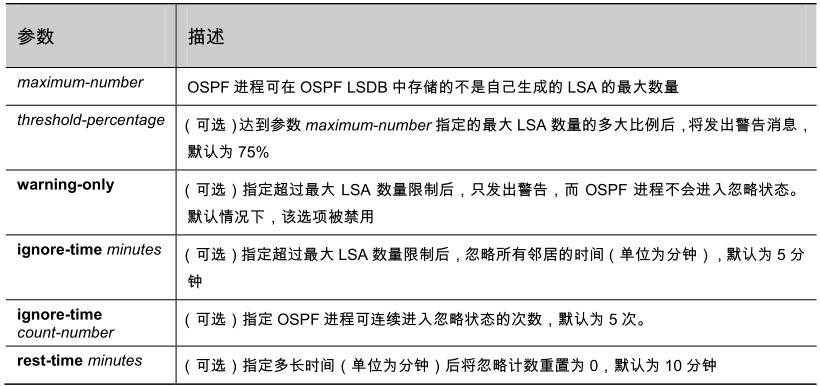 参数 描述
maximum-number OSPF 进程可在 OSPF LSDB 中存储的不是自己生成的 LSA 的最大数量
threshold-percentage （可选）达到参数 maximum-number 指定的最大 LSA 数量的多大比例后，将发出警告消息，
默认为 75%
warning-only （可选）指定超过最大 LSA 数量限制后，只发出警告，而 OSPF 进程不会进入忽略状态。
默认情况下，该选项被禁用
ignore-time minutes （可选）指定超过最大 LSA 数量限制后，忽略所有邻居的时间（单位为分钟），默认为 5 分
钟
ignore-time
count-number （可选）指定 OSPF 进程可连续进入忽略状态的次数，默认为 5 次。
rest-time minutes （可选）指定多长时间（单位为分钟）后将忽略计数重置为 0，默认为 10 分钟